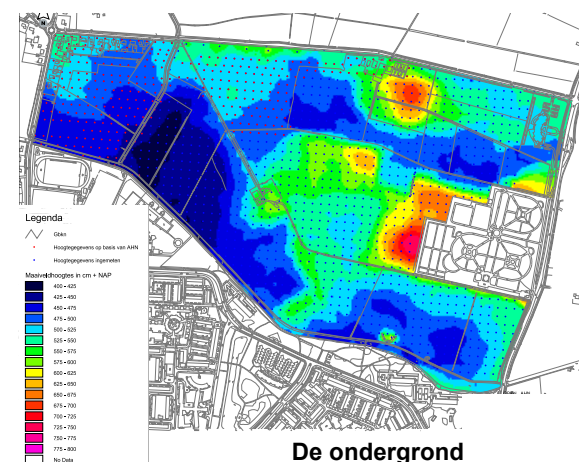 N
Legenda
Gbkn
Hoogtegegevens op basis van AHN
Hoogtegegevens ingemeten
Maaiveldhoogtes in cm + NAP
400 - 425
425 - 450
450 - 475
475 - 500
500 - 525
525 - 550
550 - 575
575 - 600
600 - 625
625 - 650
650 - 675
675 - 700
700 - 725
725 - 750
750 - 775
775 - 800
No Data
De ondergrond